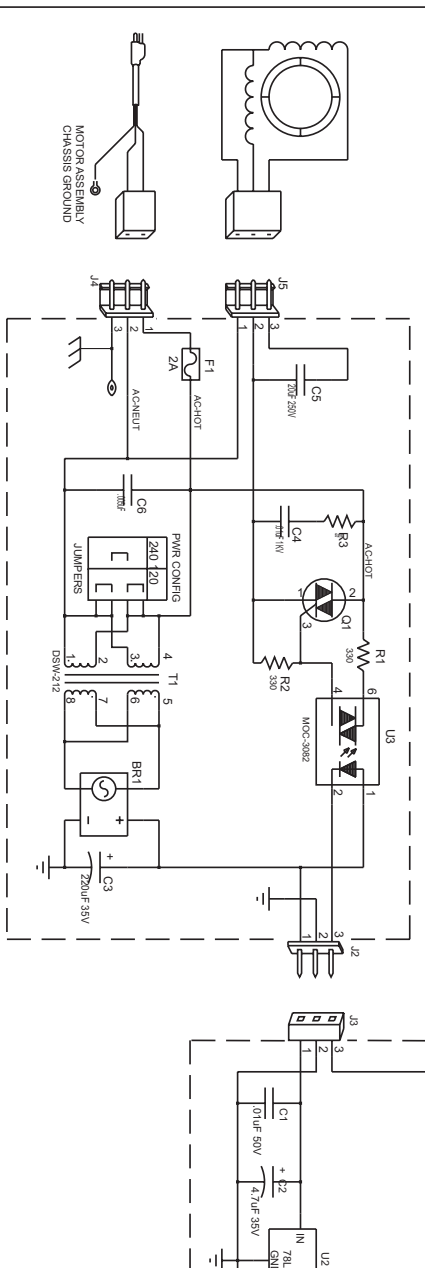 MOTOR ASSEMBLY
CHASSIS GROUND
J4
J5
3
2
1
1
2
3
F1
2A
C5
20uF 250V
AC-NEUT
AC-HOT
C6
C4
.01uF 1KV
R3
AC-HOT
PWR CONFIG
240
120
JUMPERS
1
2
Q1
3
R1
330
R2
330
1
2
3
4
T1
DSW-212
8
7
6
5
U3
6
4
MOC-3082
2
1
BR1
-
+
+
C3
220uF 35V
1
2
3
J2
J3
1
2
3
C1
.01uF 50V
+
C2
4.7uF 35V
IN
U2
78L
GND